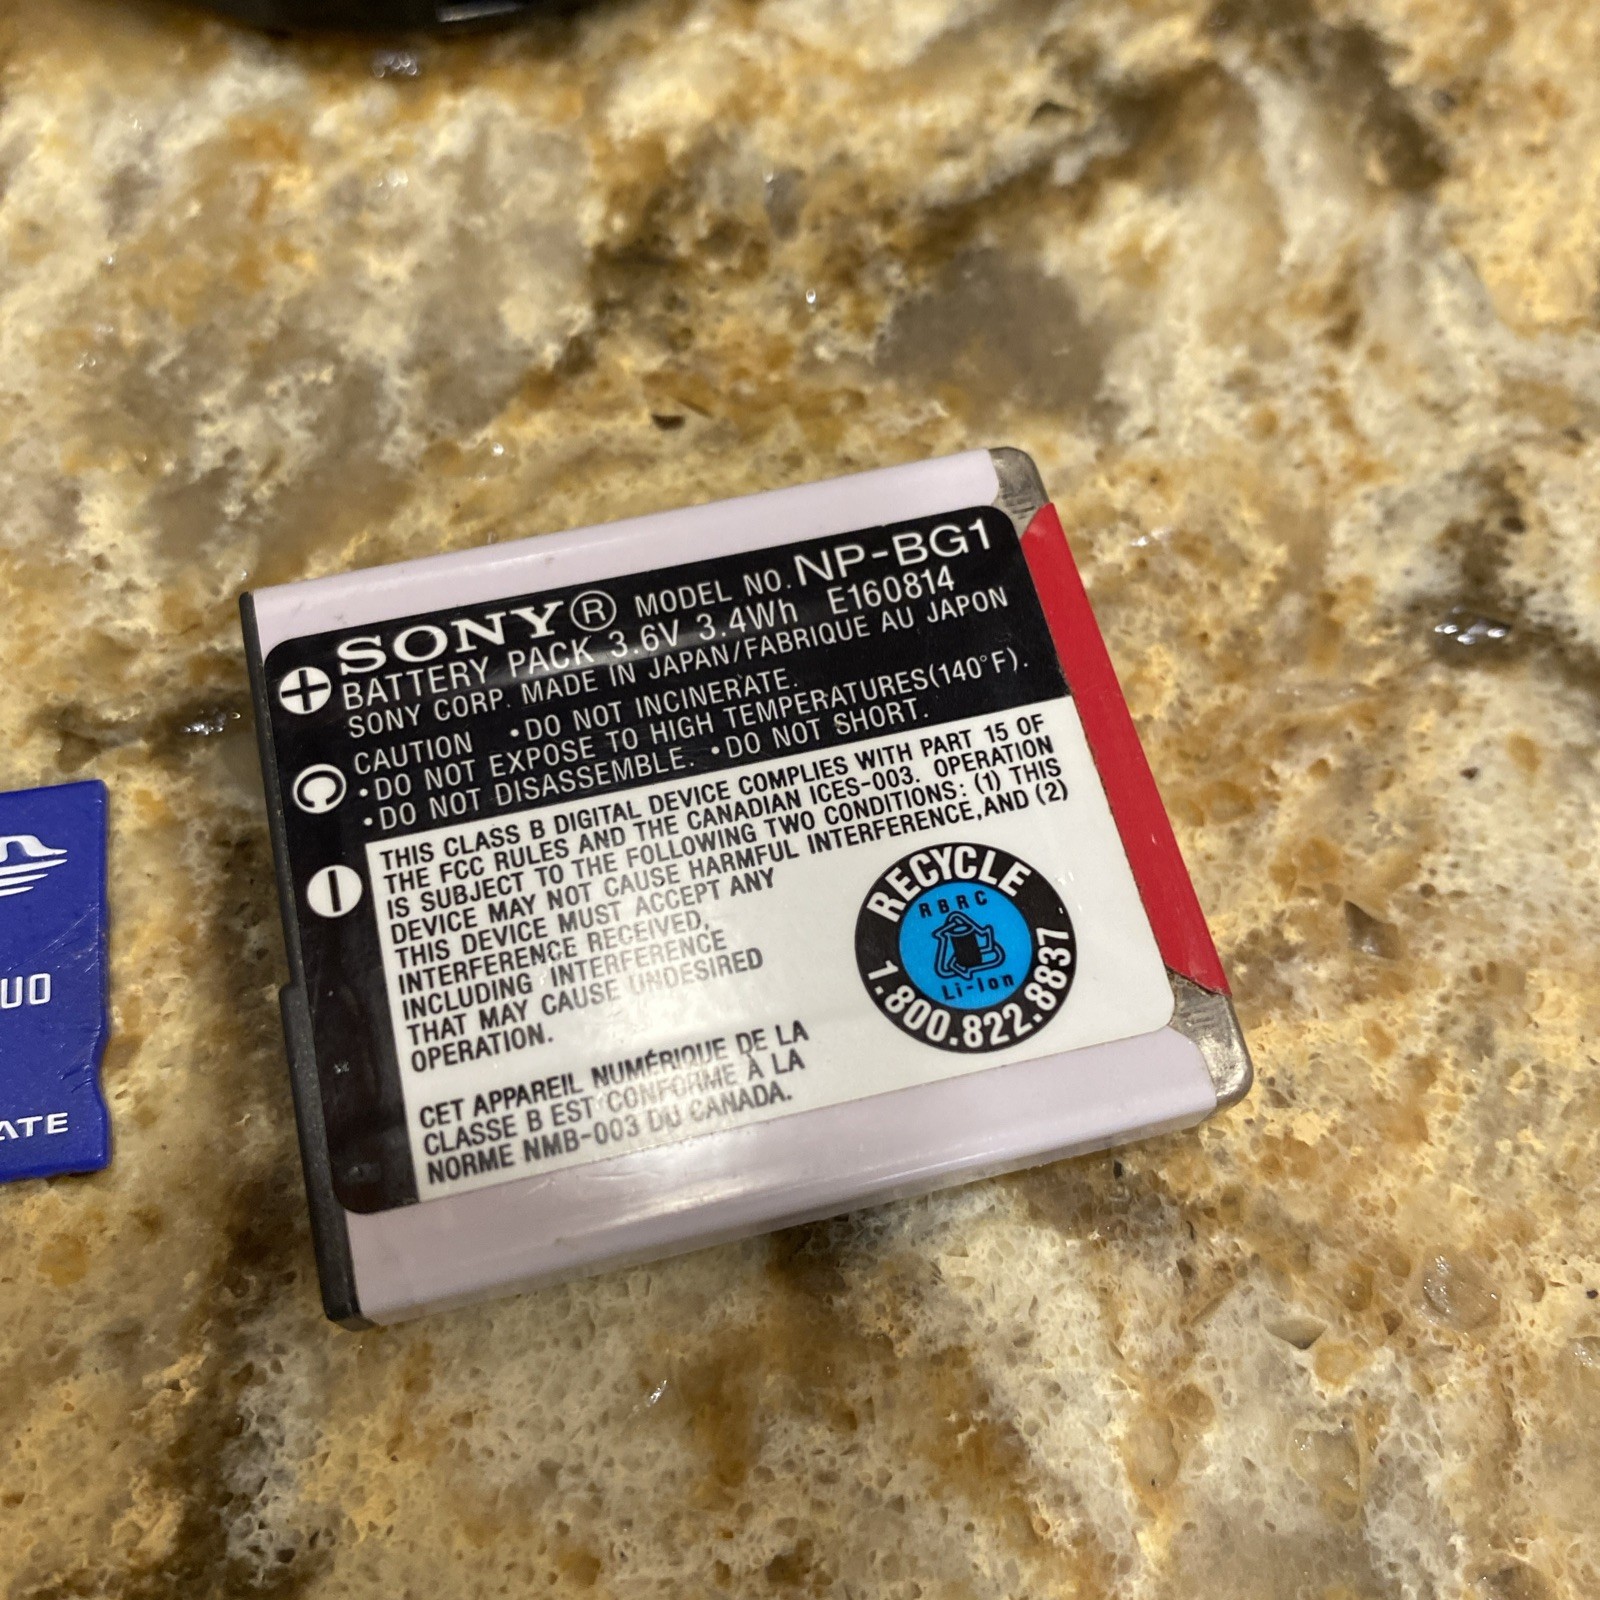 SONY® MODEL NO. NP-BG1
BATTERY PACK 3.6V 3.4Wh E160814
SONY CORP. MADE IN JAPAN/FABRIQUE AU JAPON
CAUTION •DO NOT INCINERATE.
•DO NOT EXPOSE TO HIGH TEMPERATURES(140°F).
•DO NOT DISASSEMBLE. •DO NOT SHORT.
THIS CLASS B DIGITAL DEVICE COMPLIES WITH PART 15 OF
THE FCC RULES AND THE CANADIAN ICES-003. OPERATION
IS SUBJECT TO THE FOLLOWING TWO CONDITIONS: (1) THIS
DEVICE MAY NOT CAUSE HARMFUL INTERFERENCE,AND (2)
THIS DEVICE MUST ACCEPT ANY
INTERFERENCE RECEIVED,
INCLUDING INTERFERENCE
THAT MAY CAUSE UNDESIRED
OPERATION.
CET APPAREIL NUMÉRIQUE DE LA
CLASSE B EST CONFORME À LA
NORME NMB-003 DU CANADA.
RECYCLE
RBRC
Li-Ion
1.800.822.8837
UO
ATE